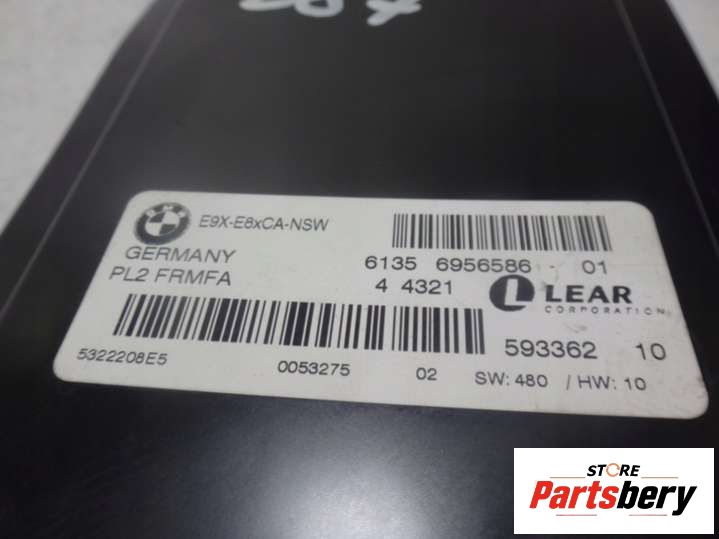 BMW
E9X-E8xCA-NSW
GERMANY
PL2 FRMFA
6135 6956586 01
4 4321
LEAR
CORPORATION
593362 10
5322208E5 0053275 02 SW: 480 / HW: 10
STORE
Partsbery